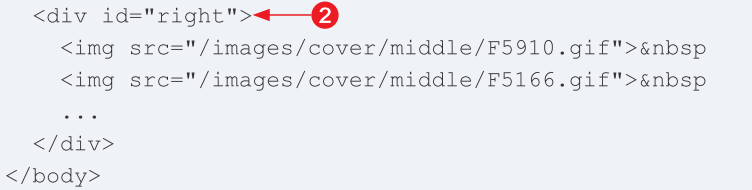 <div id="right"> 2
<img src="/images/cover/middle/F5910.gif">&nbsp
<img src="/images/cover/middle/F5166.gif">&nbsp
...
</div>
</body>